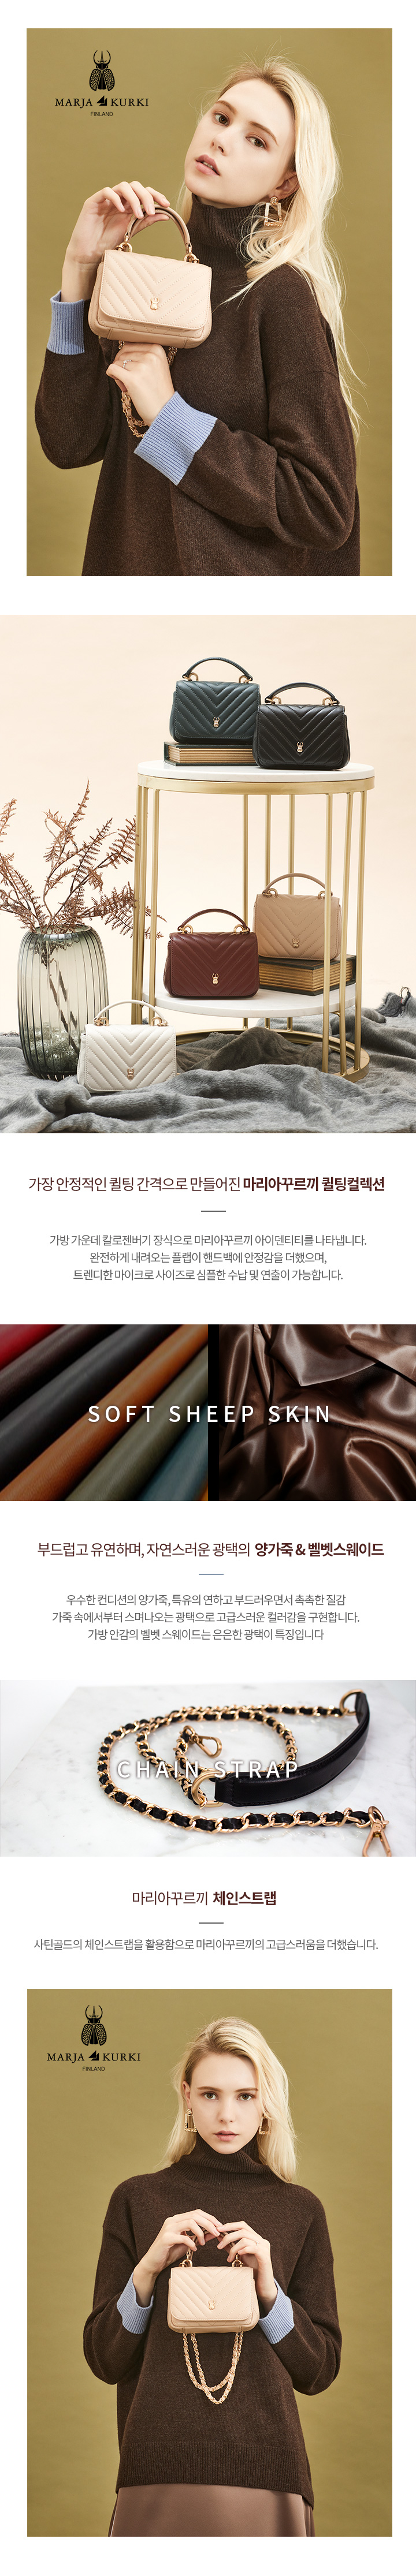 MARJA KURKI
FINLAND
가장 안정적인 퀼팅 간격으로 만들어진 마리아꾸르끼 퀼팅컬렉션
가방 가운데 칼로젠버기 장식으로 마리아꾸르끼 아이덴티티를 나타냅니다.
완전하게 내려오는 플랩이 핸드백에 안정감을 더했으며,
트렌디한 마이크로 사이즈로 심플한 수납 및 연출이 가능합니다.
SOFT SHEEP SKIN
부드럽고 유연하며, 자연스러운 광택의 양가죽 & 벨벳스웨이드
우수한 컨디션의 양가죽, 특유의 연하고 부드러우면서 촉촉한 질감
가죽 속에서부터 스며나오는 광택으로 고급스러운 컬러감을 구현합니다.
가방 안감의 벨벳 스웨이드는 은은한 광택이 특징입니다
CHAIN STRAP
마리아꾸르끼 체인스트랩
사틴골드의 체인스트랩을 활용함으로 마리아꾸르끼의 고급스러움을 더했습니다.
MARJA KURKI
FINLAND